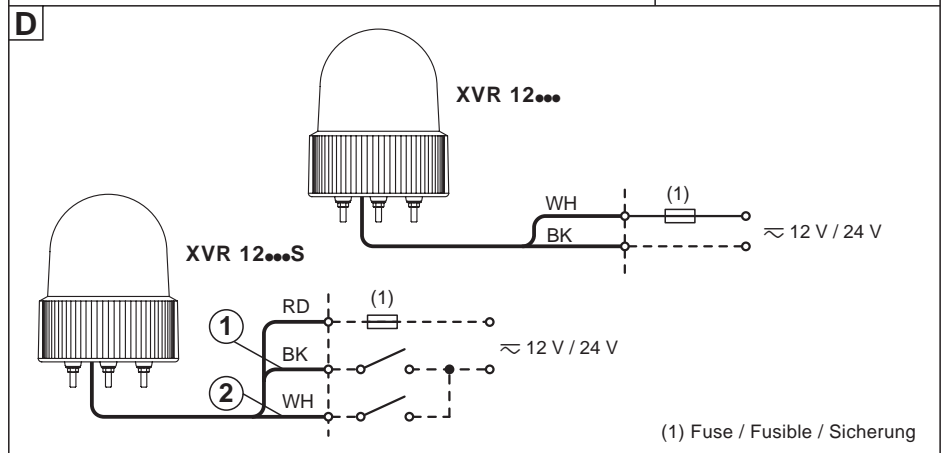 D
XVR 12●●●
WH
(1)
BK
⎓ 12 V / 24 V
XVR 12●●●S
RD
(1)
1
BK
⎓ 12 V / 24 V
2
WH
(1) Fuse / Fusible / Sicherung